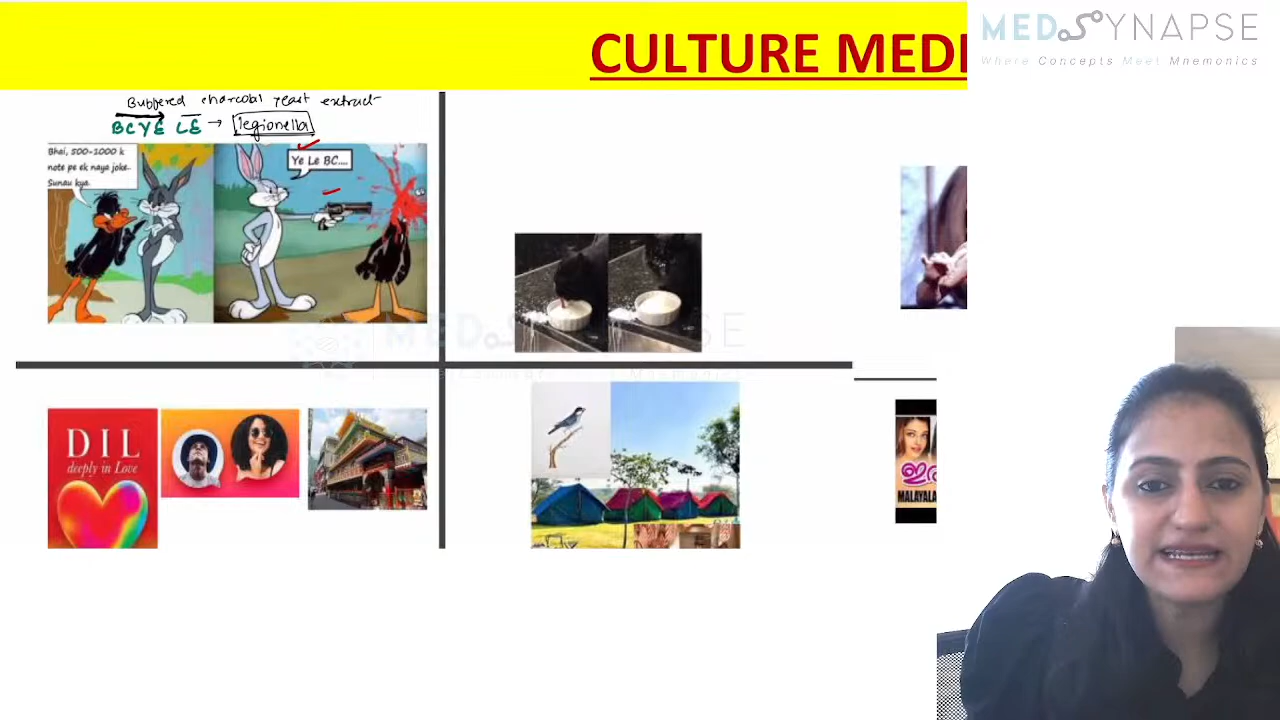 CULTURE MEDI
MEDSYNAPSE
Where Concepts Meet Mnemonics
Buffered charcoal yeast extract
BCYE LE → legionella
Bhai, 500-1000 k
note pe ek naya joke..
Sunau kya.
Ye Le BC....
MEDSYNAPSE
DIL
deeply in Love
MALAYALA